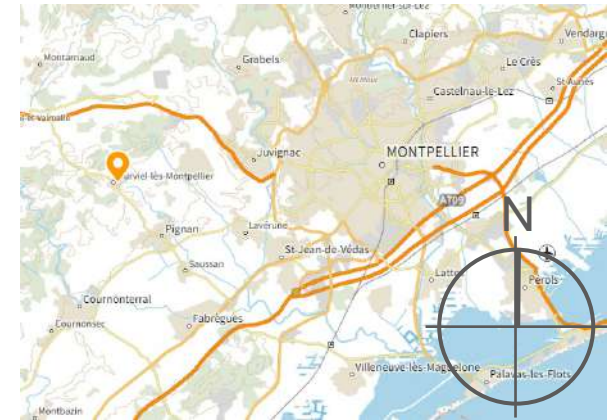 Clapiers
Vendargu
Montarnaud
Grabels
Le Crès
St-Aunès
Castelnau-le-Lez
Juvignac
MONTPELLIER
arviel-lès-Montpellier
A709
N
Pignan
Lavérune
St-Jean-de-Védas
Saussan
Lattes
Pérols
Cournonterral
Fabrègues
Cournonsec
Villeneuve-lès-Maguelone
Palavas-les-Flots
Montbazin